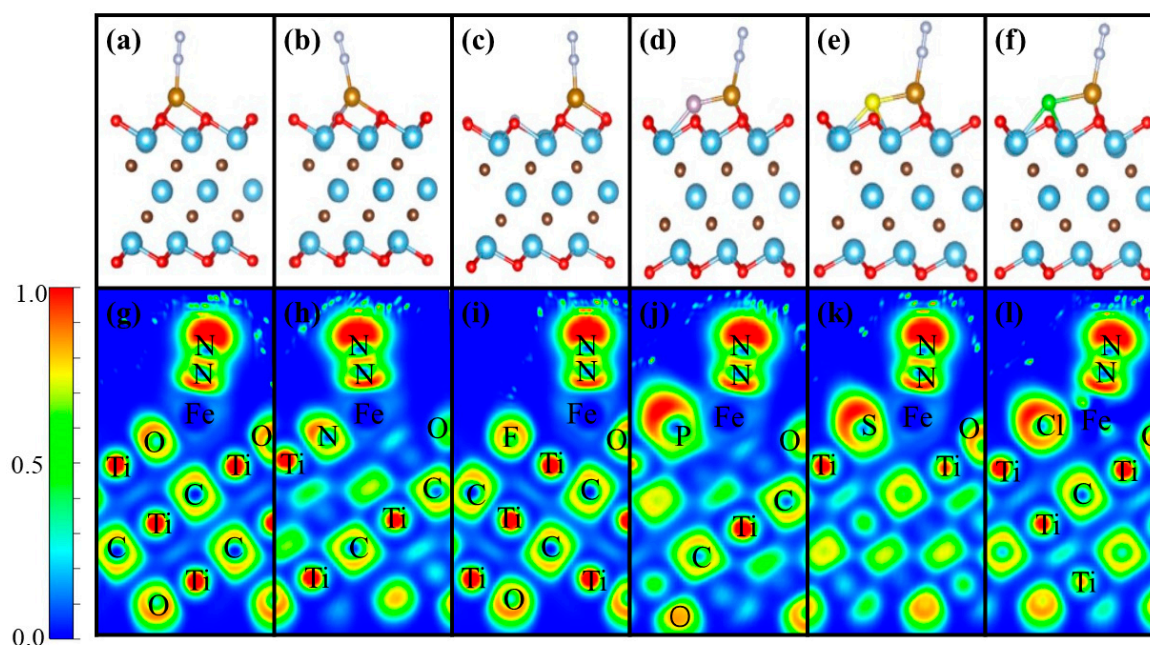 (a) (b) (c) (d) (e) (f)
1.0 (g) (h) (i) (j) (k) (l)
N N N N N N
N N N N N N
Fe Fe Fe Fe Fe Fe
O O N O F O P O S O Cl
Ti Ti Ti Ti Ti Ti Ti Ti
0.5 C C C C C C
Ti Ti Ti Ti Ti
C C C C C
Ti Ti Ti Ti Ti
O O O
0.0